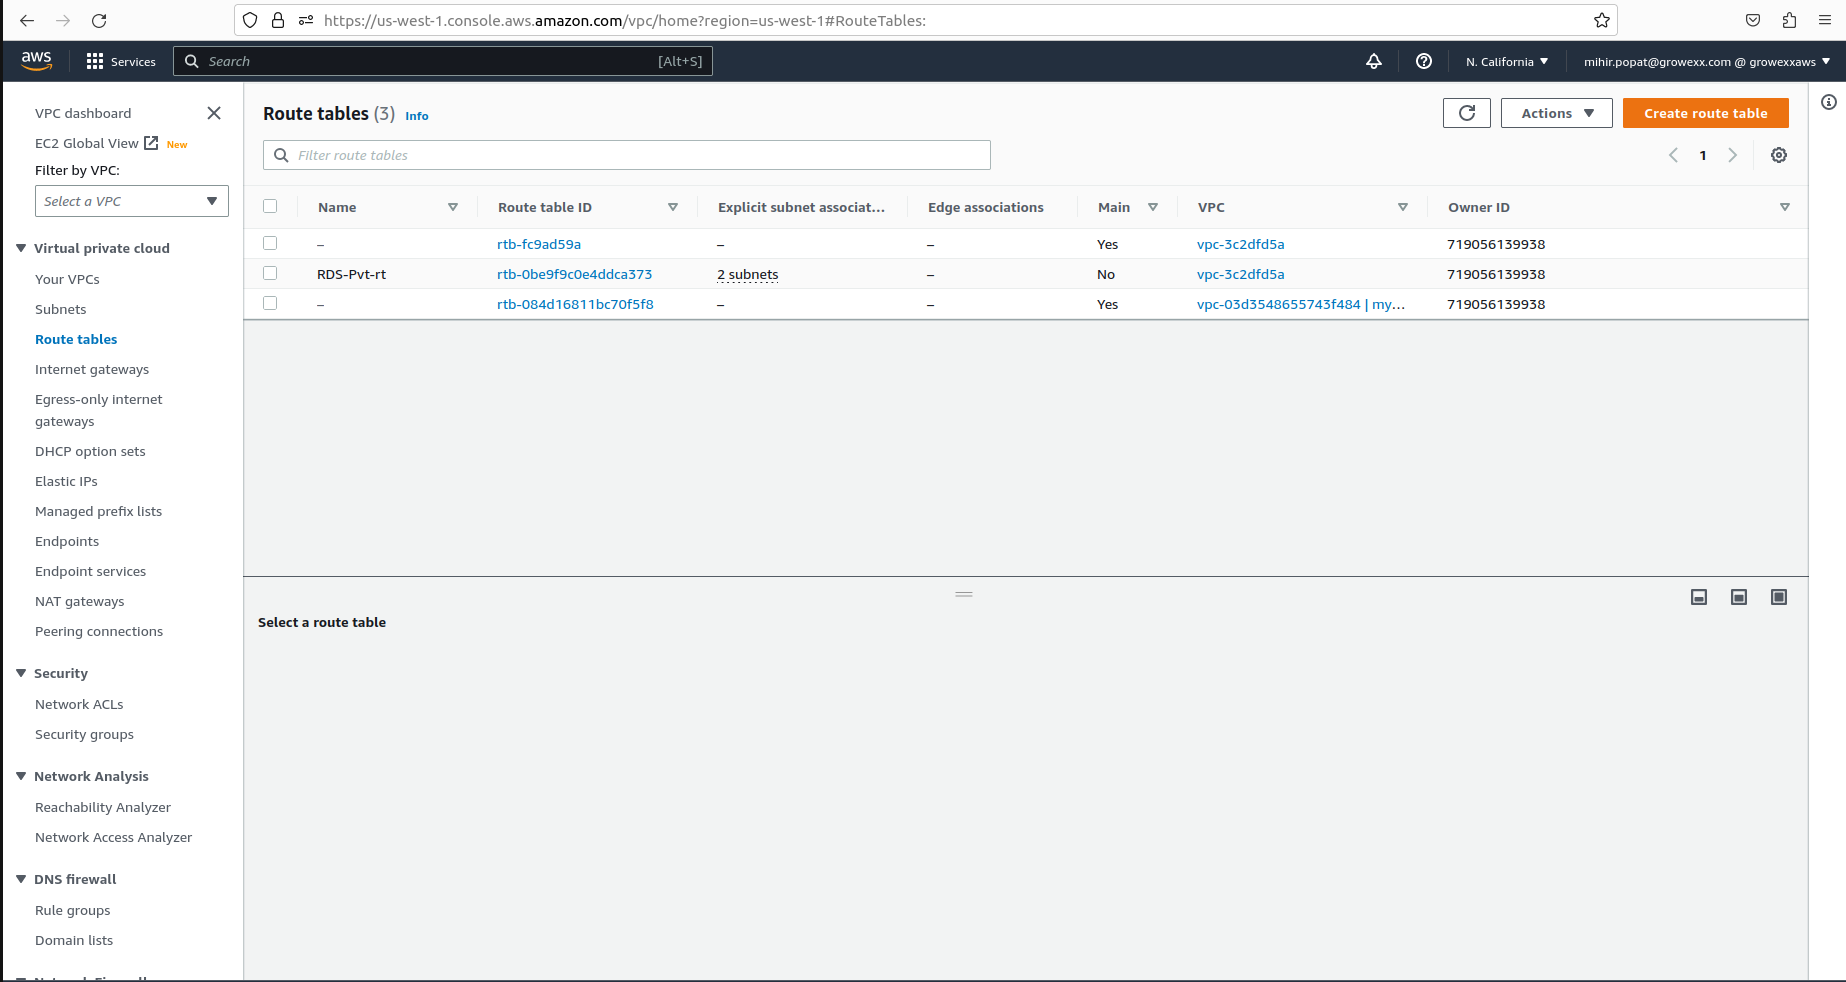 https://us-west-1.console.aws.amazon.com/vpc/home?region=us-west-1#RouteTables:
aws Services Search [Alt+S] N. California mihir.popat@growexx.com @ growexxaws
VPC dashboard
EC2 Global View New
Filter by VPC:
Select a VPC
Virtual private cloud
Your VPCs
Subnets
Route tables
Internet gateways
Egress-only internet
gateways
DHCP option sets
Elastic IPs
Managed prefix lists
Endpoints
Endpoint services
NAT gateways
Peering connections
Security
Network ACLs
Security groups
Network Analysis
Reachability Analyzer
Network Access Analyzer
DNS firewall
Rule groups
Domain lists
Route tables (3) Info
Actions
Create route table
Filter route tables
1
Name Route table ID Explicit subnet associat... Edge associations Main VPC Owner ID
– rtb-fc9ad59a – – Yes vpc-3c2dfd5a 719056139938
RDS-Pvt-rt rtb-0be9f9c0e4ddca373 2 subnets – No vpc-3c2dfd5a 719056139938
– rtb-084d16811bc70f5f8 – – Yes vpc-03d3548655743f484 | my... 719056139938
Select a route table